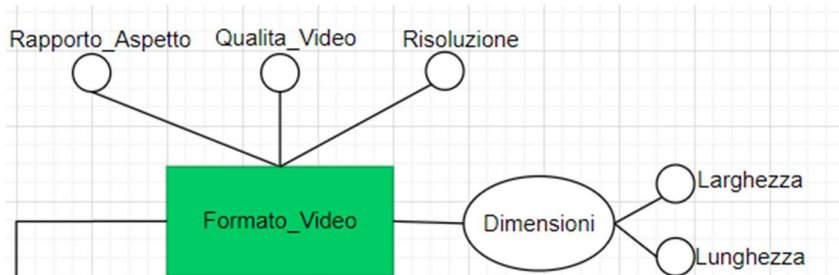 Rapporto_Aspetto
Qualita_Video
Risoluzione
Formato_Video
Dimensioni
Larghezza
Lunghezza